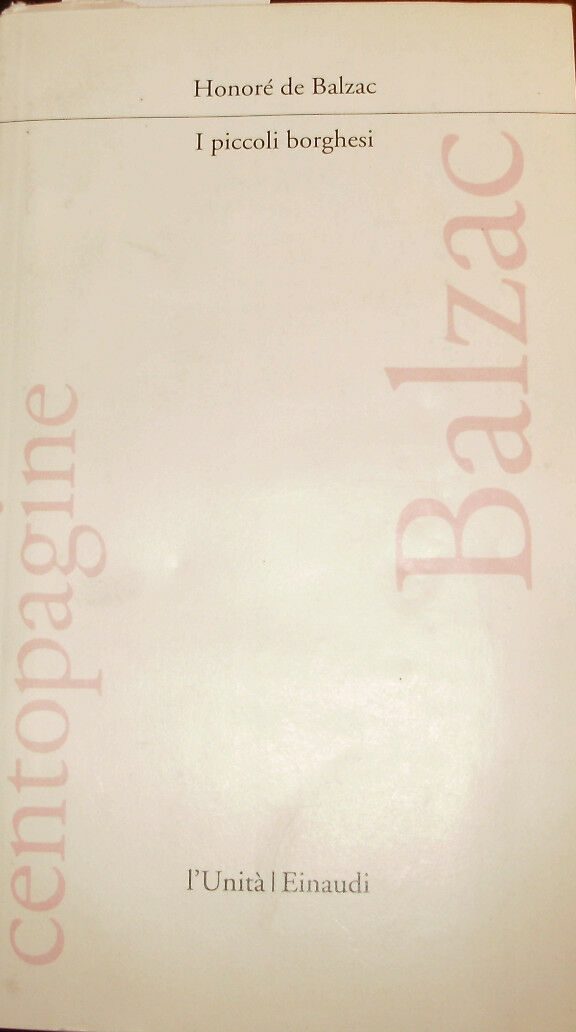 Honoré de Balzac
I piccoli borghesi
Balzac
centopagine
l'Unità | Einaudi